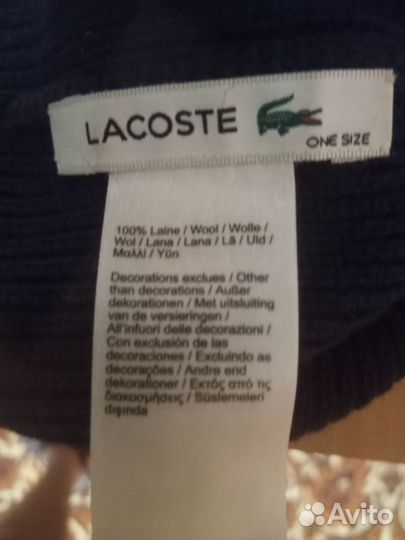 LACOSTE
ONE SIZE
100% Laine / Wool / Wolle /
Wol / Lana / Lana / Lã / Uld /
Μαλλί / Yün
Decorations exclues / Other
than decorations / Außer
dekorationen / Met uitsluiting
van de versieringen /
All'infuori delle decorazioni /
Con exclusión de las
decoraciones / Excluindo as
decorações / Andre end
dekorationer / Εκτός από τις
διακοσμήσεις / Süslemeleri
dışında
Avito